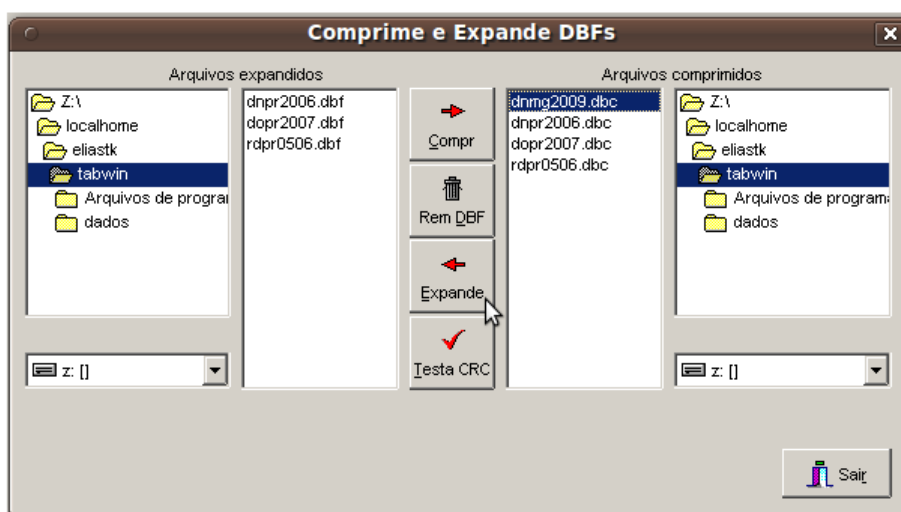 Comprime e Expande DBFs
Arquivos expandidos
Z:\
localhome
eliastk
tabwin
Arquivos de prograi
dados
z: []
dnpr2006.dbf
dopr2007.dbf
rdpr0506.dbf
Compr
Rem DBF
Expande
Testa CRC
Arquivos comprimidos
dnmg2009.dbc
dnpr2006.dbc
dopr2007.dbc
rdpr0506.dbc
Z:\
localhome
eliastk
tabwin
Arquivos de program
dados
z: []
Sair